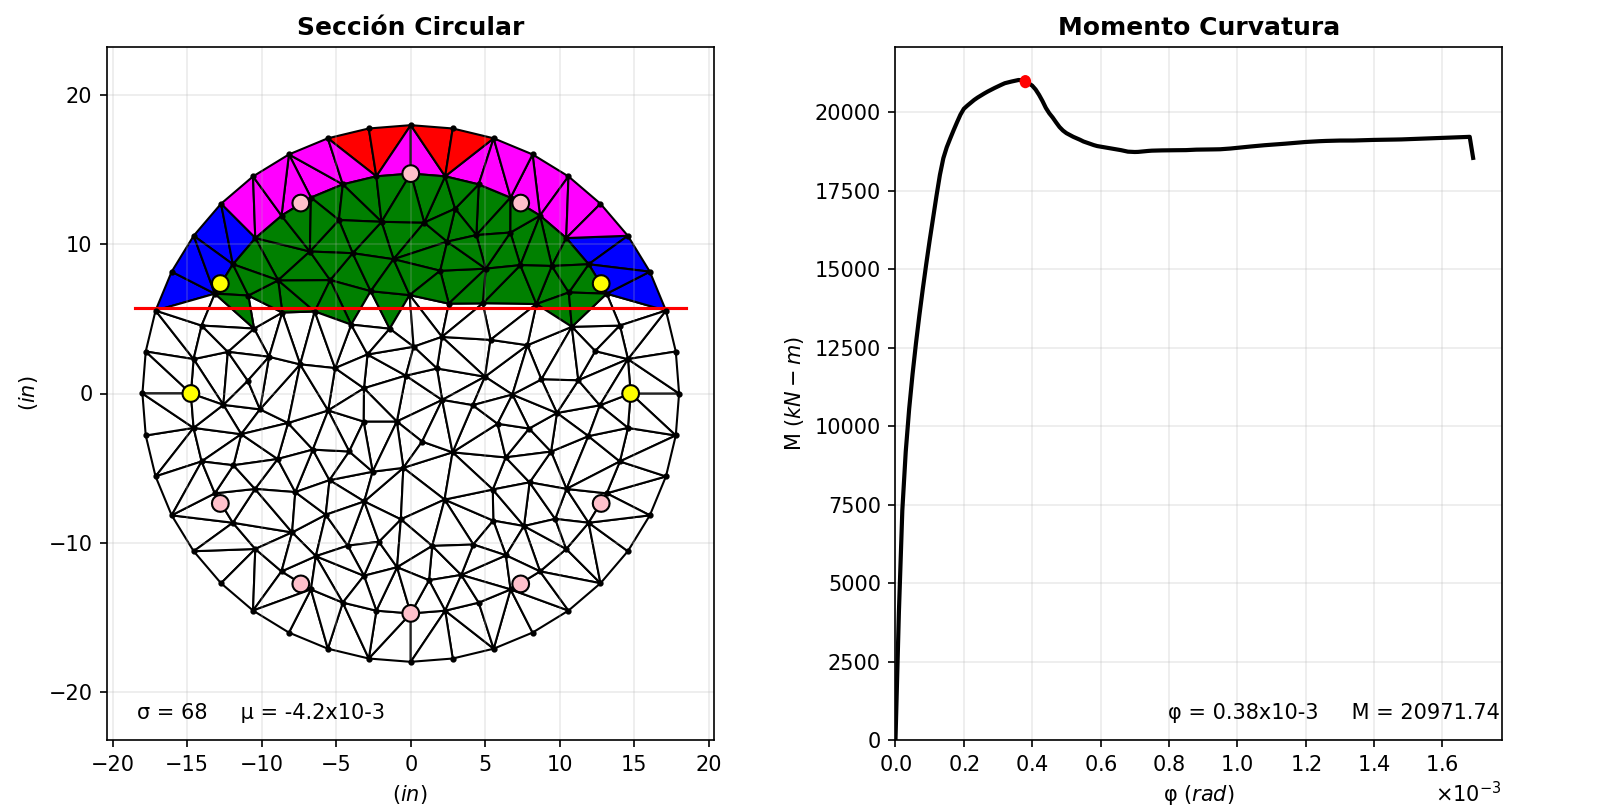 Sección Circular
20
10
0
−10
−20
(in)
σ = 68 μ = -4.2x10-3
−20 −15 −10 −5 0 5 10 15 20
(in)
Momento Curvatura
20000
17500
15000
12500
10000
7500
5000
2500
0
M (kN − m)
φ = 0.38x10-3 M = 20971.74
0.0 0.2 0.4 0.6 0.8 1.0 1.2 1.4 1.6
×10⁻³
φ (rad)